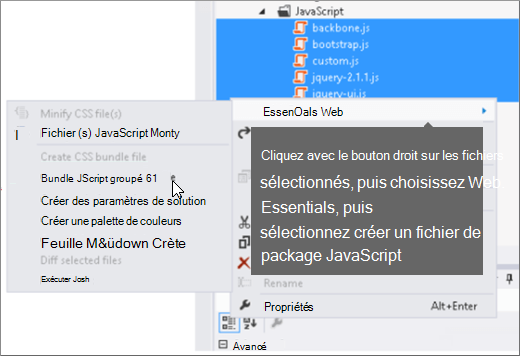 JavaScript
backbone.js
bootstrap.js
custom.js
jquery-2.1.1.js
jquery-ui.js
Minify CSS file(s)
Fichier (s) JavaScript Monty
Create CSS bundle file
Bundle JScript groupé 61
Créer des paramètres de solution
Créer une palette de couleurs
Feuille M&üdown Crète
Diff selected files
Exécuter Josh
EssenOals Web
Cliquez avec le bouton droit sur les fichiers
sélectionnés, puis choisissez Web
Essentials, puis
sélectionnez créer un fichier de
package JavaScript
Rename
Propriétés Alt+Enter
Avancé